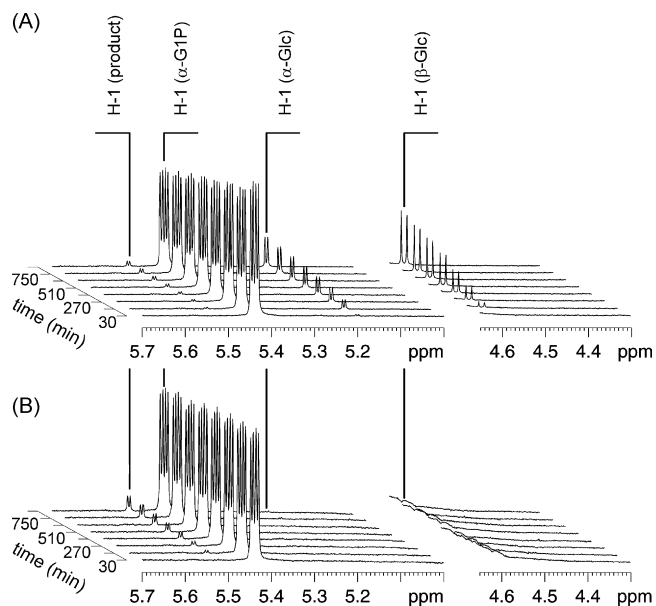 (A)
H-1 (product)
H-1 (α-G1P)
H-1 (α-Glc)
H-1 (β-Glc)
750
510
270
30
time (min)
5.7 5.6 5.5 5.4 5.3 5.2 ppm
4.6 4.5 4.4 ppm
(B)
750
510
270
30
time (min)
5.7 5.6 5.5 5.4 5.3 5.2 ppm
4.6 4.5 4.4 ppm